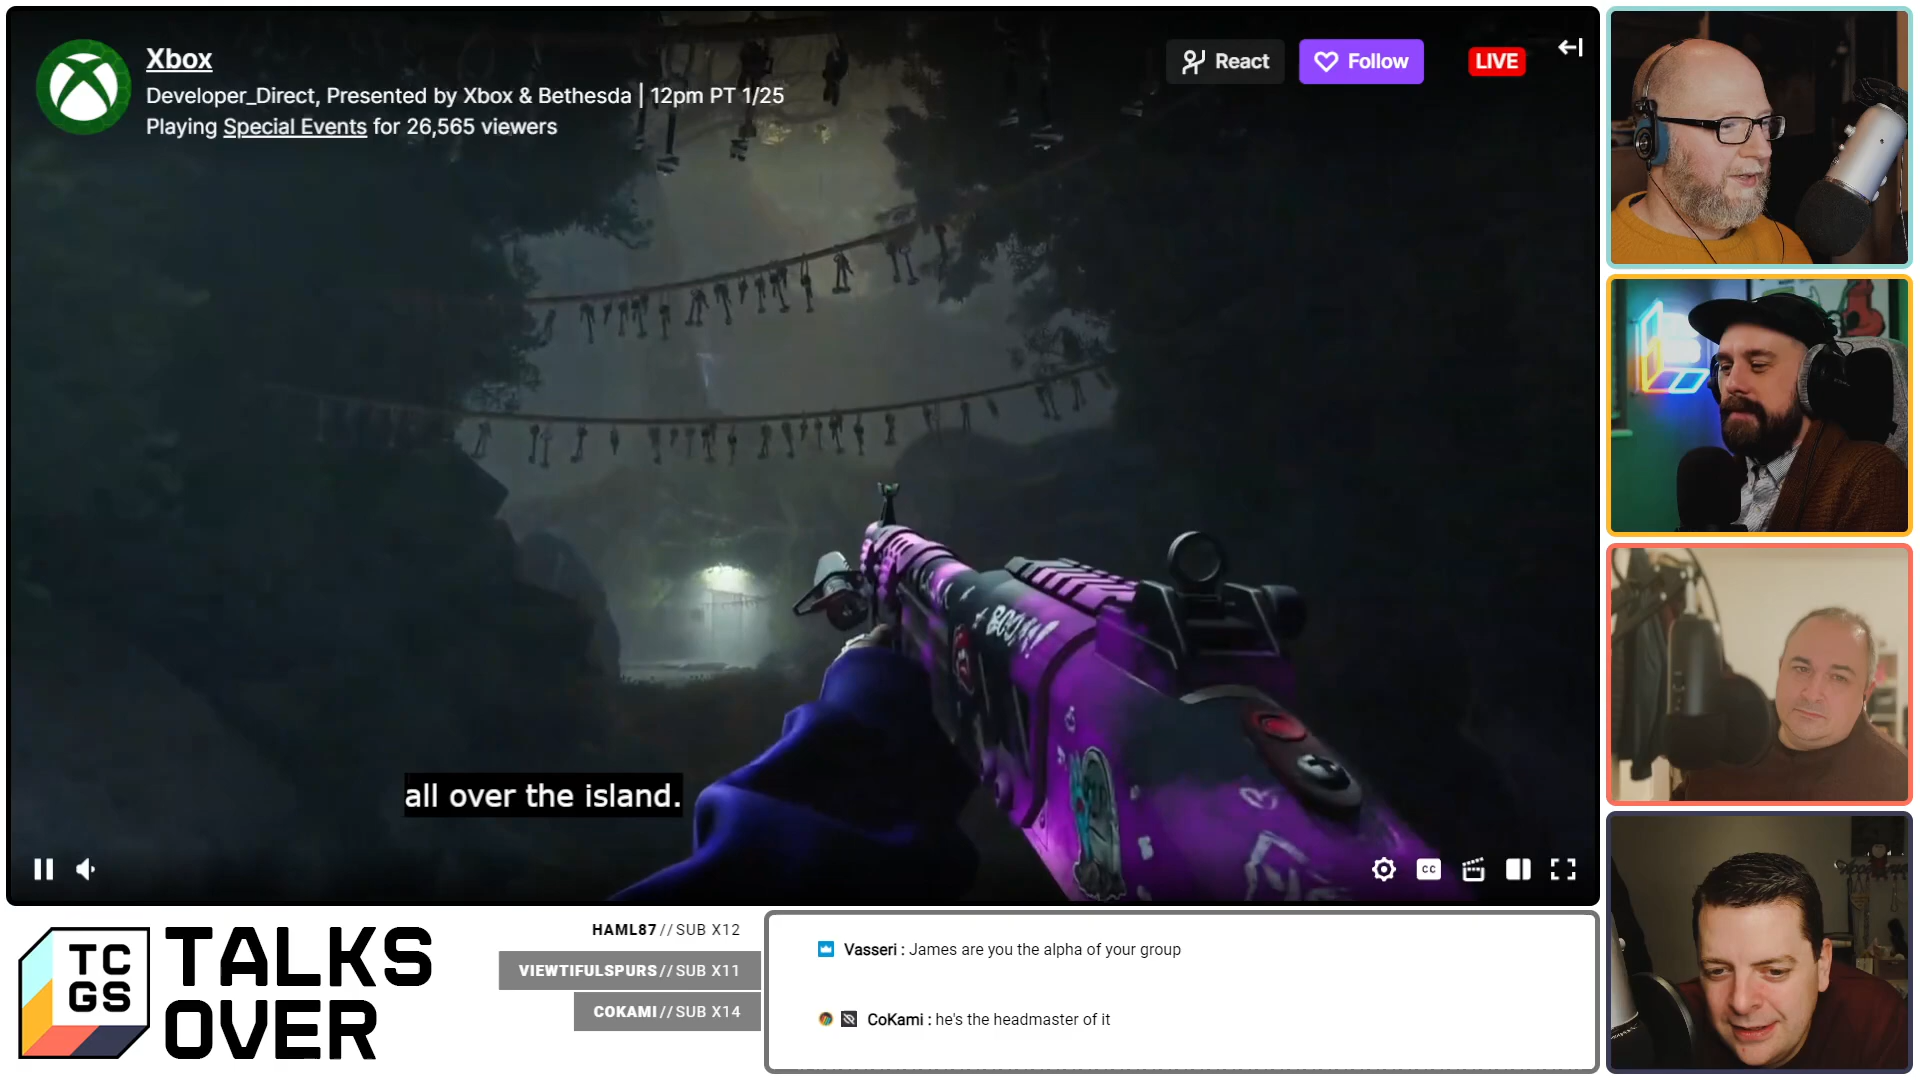 Xbox
Developer_Direct, Presented by Xbox & Bethesda | 12pm PT 1/25
Playing Special Events for 26,565 viewers
React
Follow
LIVE
BOOM!
all over the island.
CC
TC
GS
TALKS
OVER
HAML87 // SUB X12
VIEWTIFULSPURS // SUB X11
COKAMI // SUB X14
Vasseri : James are you the alpha of your group
CoKami : he's the headmaster of it